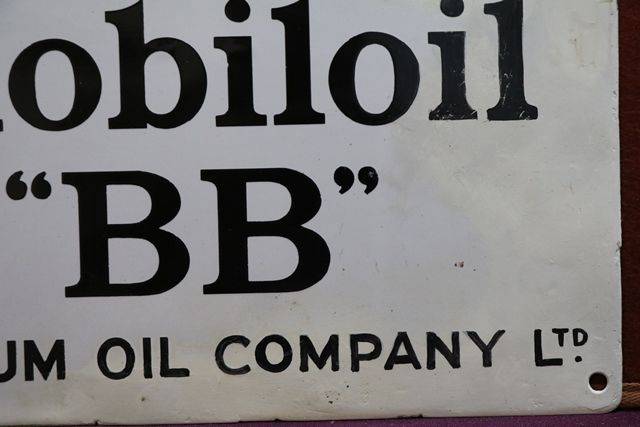 obiloil
“BB”
UM OIL COMPANY LTD.